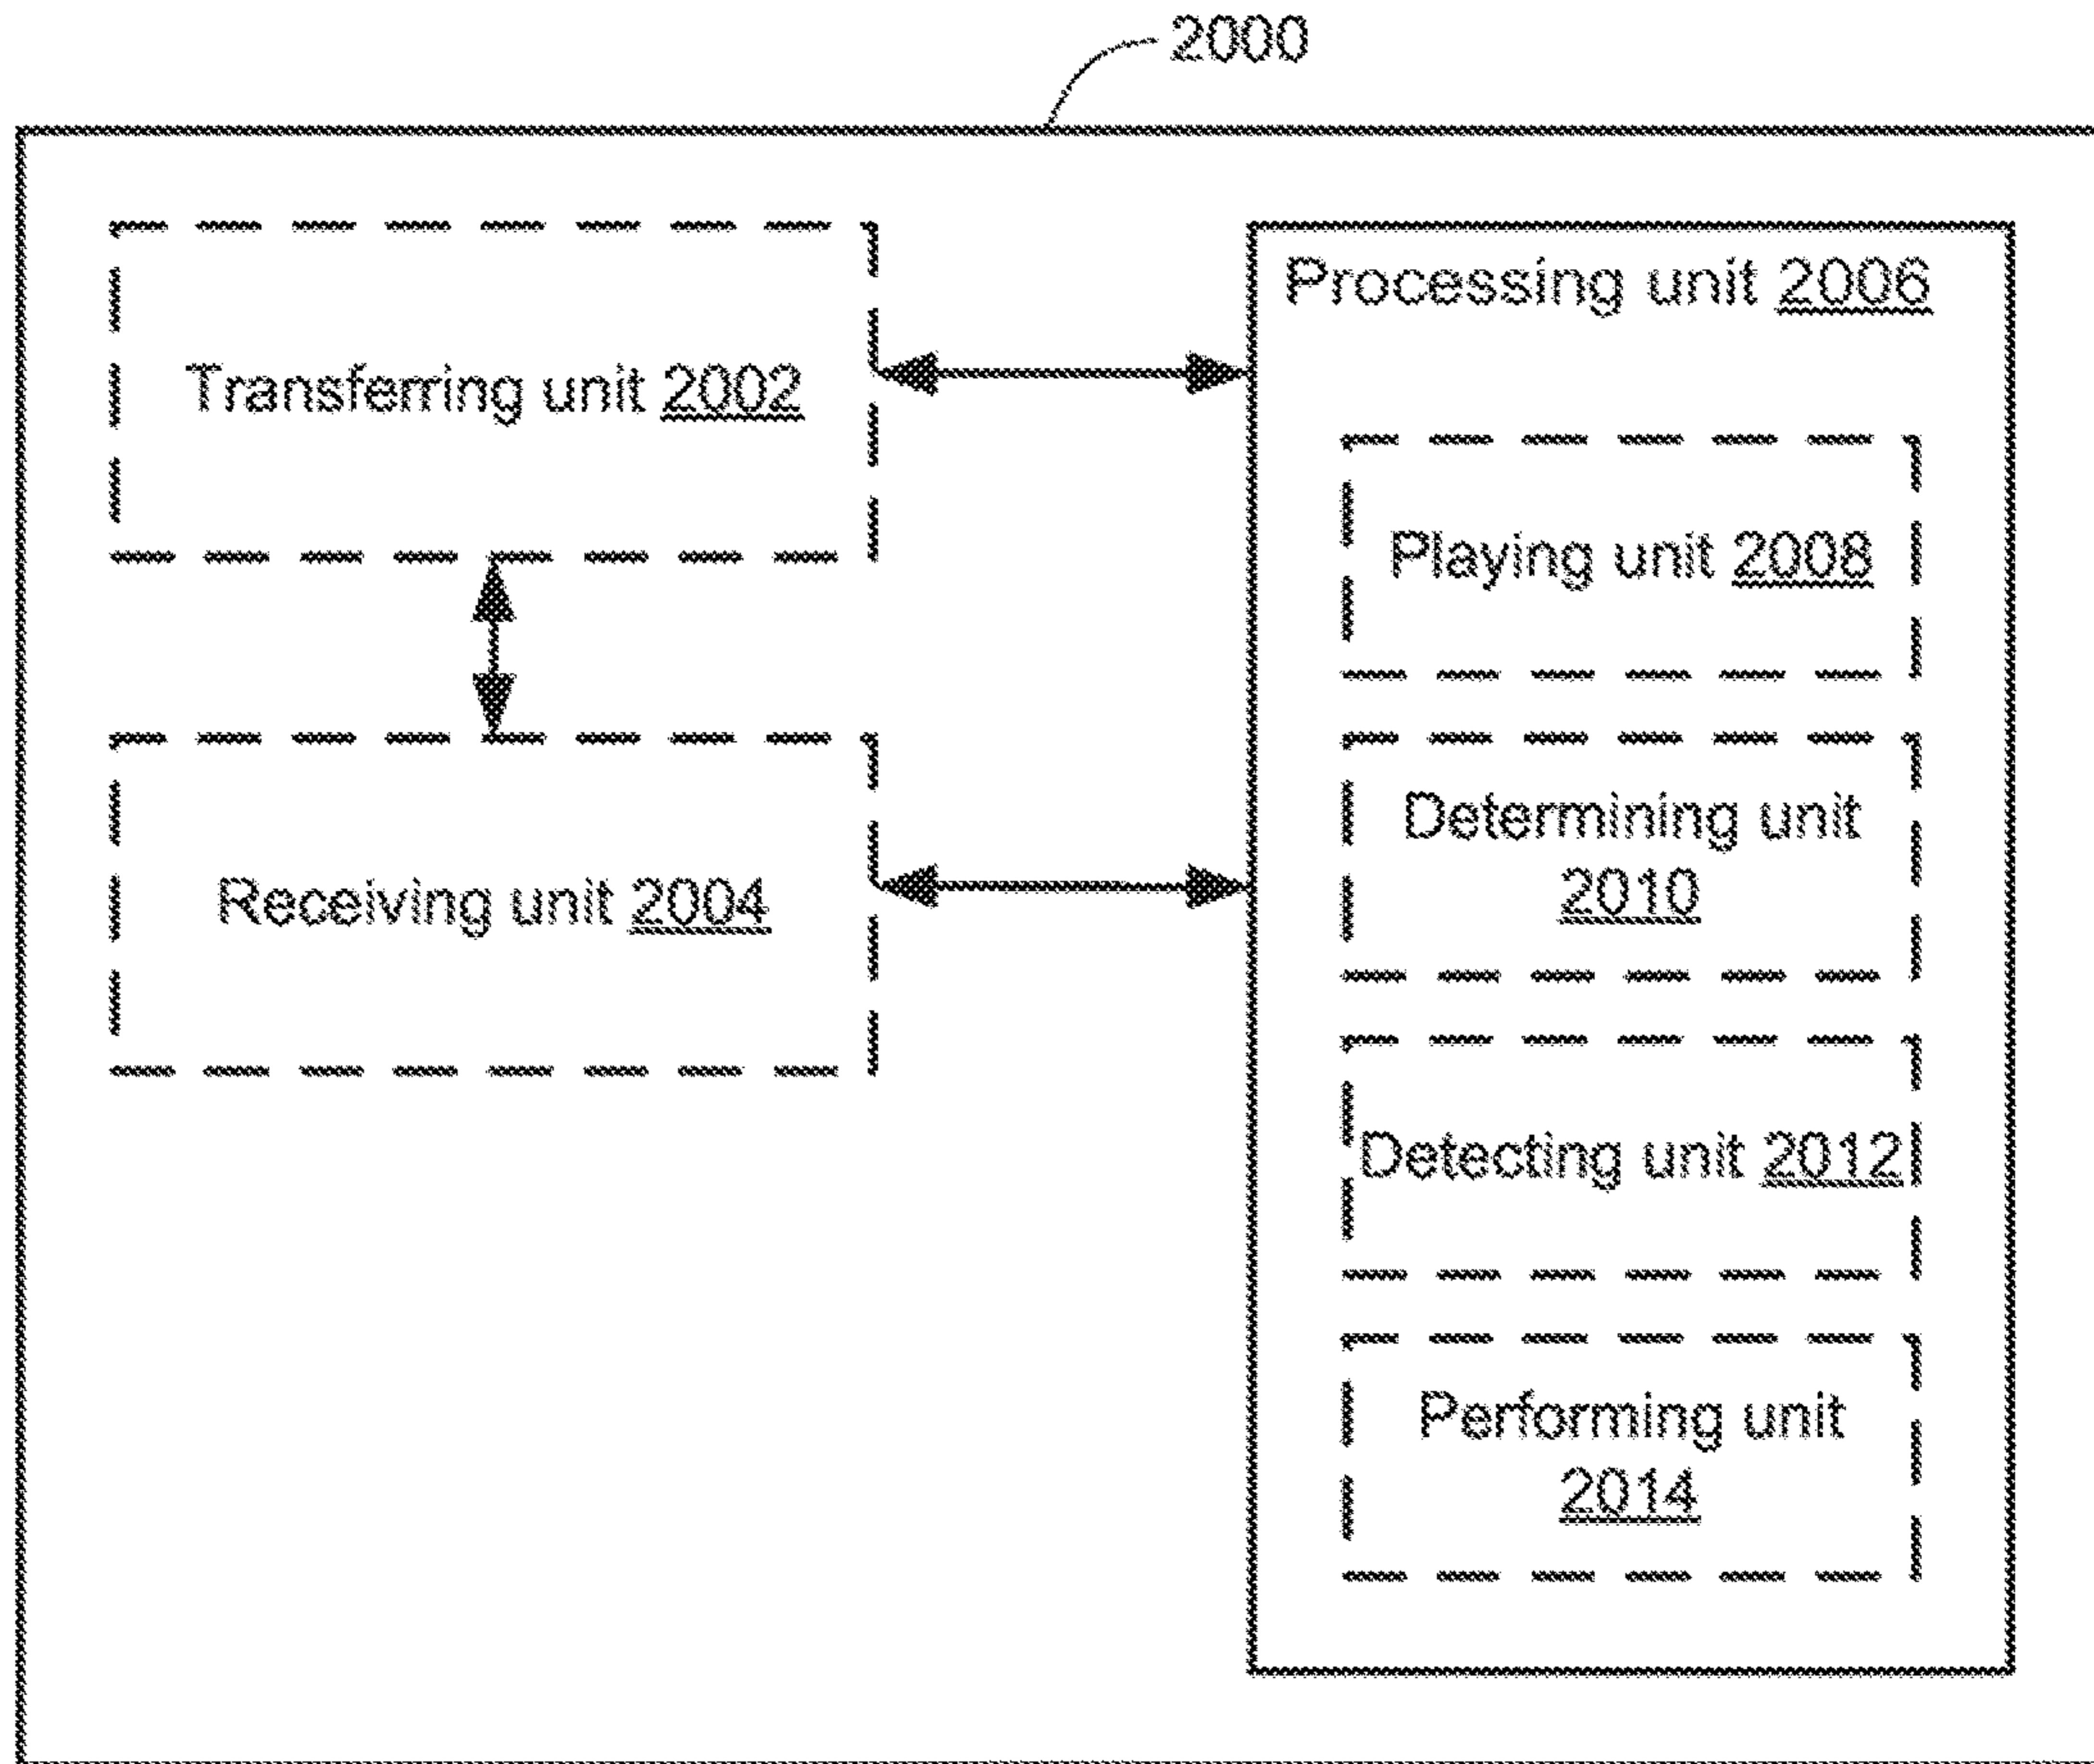 2000
Transferring unit 2002
Receiving unit 2004
Processing unit 2006
Playing unit 2008
Determining unit
2010
Detecting unit 2012
Performing unit
2014